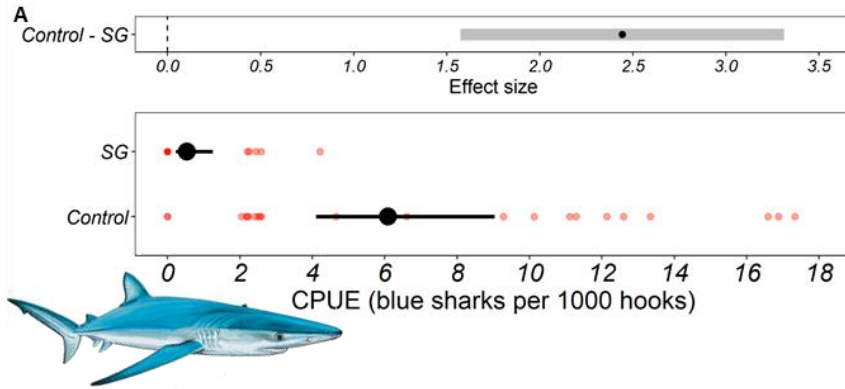 A
Control - SG
0.0 0.5 1.0 1.5 2.0 2.5 3.0 3.5
Effect size
SG
Control
0 2 4 6 8 10 12 14 16 18
CPUE (blue sharks per 1000 hooks)